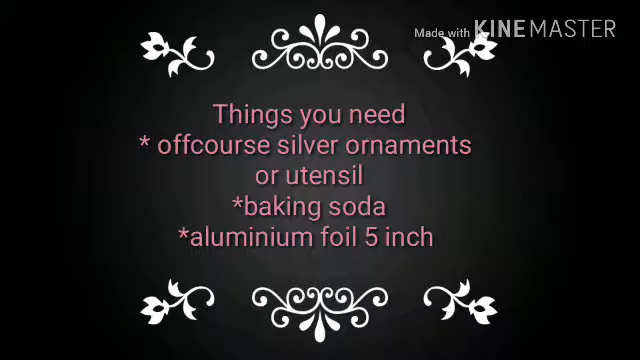 Made with KINEMASTER
Things you need
* offcourse silver ornaments
or utensil
*baking soda
*aluminium foil 5 inch